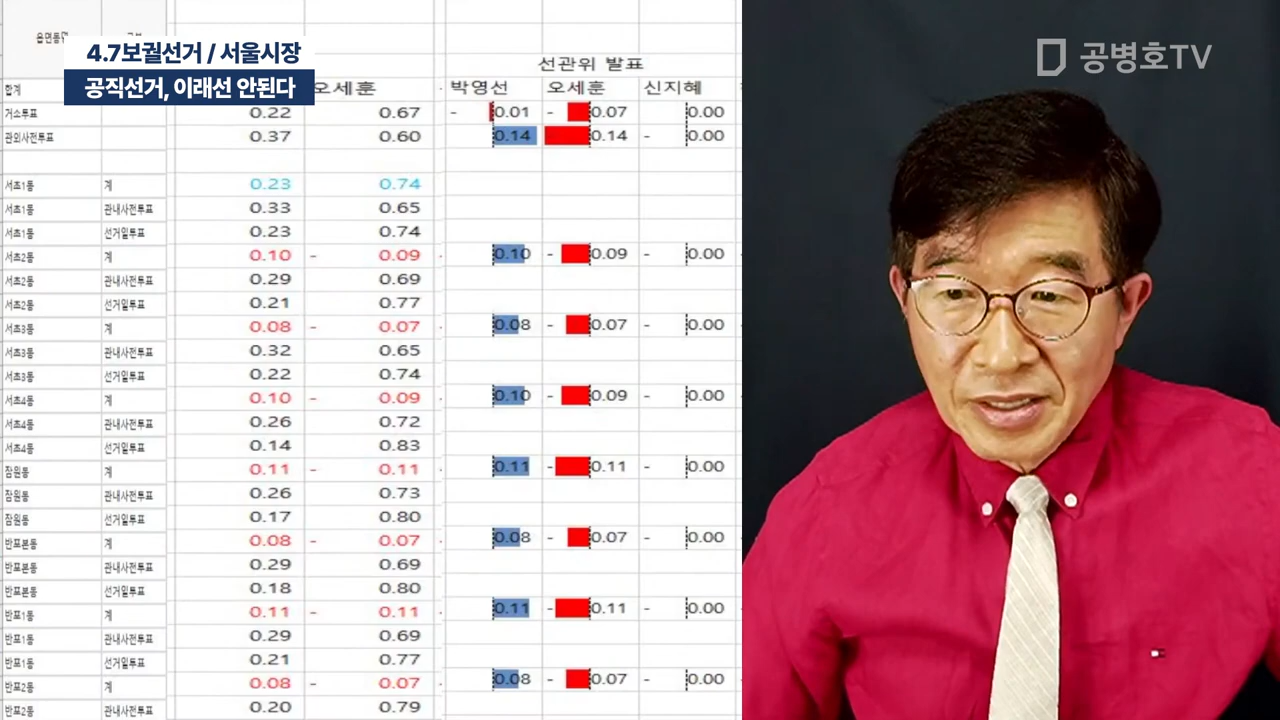 읍면동명
4.7보궐선거 / 서울시장
공직선거, 이래선 안된다
공병호TV
선관위 발표
합계 오세훈 박영선 오세훈 신지혜
거소투표 0.22 0.67 - 0.01 - 0.07 0.00
관외사전투표 0.37 0.60 0.14 0.14 - 0.00
서초1동 계 0.23 0.74
서초1동 관내사전투표 0.33 0.65
서초1동 선거일투표 0.23 0.74
서초2동 계 0.10 - 0.09 0.10 - 0.09 - 0.00
서초2동 관내사전투표 0.29 0.69
서초2동 선거일투표 0.21 0.77
서초3동 계 0.08 - 0.07 0.08 - 0.07 - 0.00
서초3동 관내사전투표 0.32 0.65
서초3동 선거일투표 0.22 0.74
서초4동 계 0.10 - 0.09 0.10 - 0.09 - 0.00
서초4동 관내사전투표 0.26 0.72
서초4동 선거일투표 0.14 0.83
잠원동 계 0.11 - 0.11 0.11 - 0.11 - 0.00
잠원동 관내사전투표 0.26 0.73
잠원동 선거일투표 0.17 0.80
반포본동 계 0.08 - 0.07 0.08 - 0.07 - 0.00
반포본동 관내사전투표 0.29 0.69
반포본동 선거일투표 0.18 0.80
반포1동 계 0.11 - 0.11 0.11 - 0.11 - 0.00
반포1동 관내사전투표 0.29 0.69
반포1동 선거일투표 0.21 0.77
반포2동 계 0.08 - 0.07 0.08 - 0.07 - 0.00
반포2동 관내사전투표 0.20 0.79